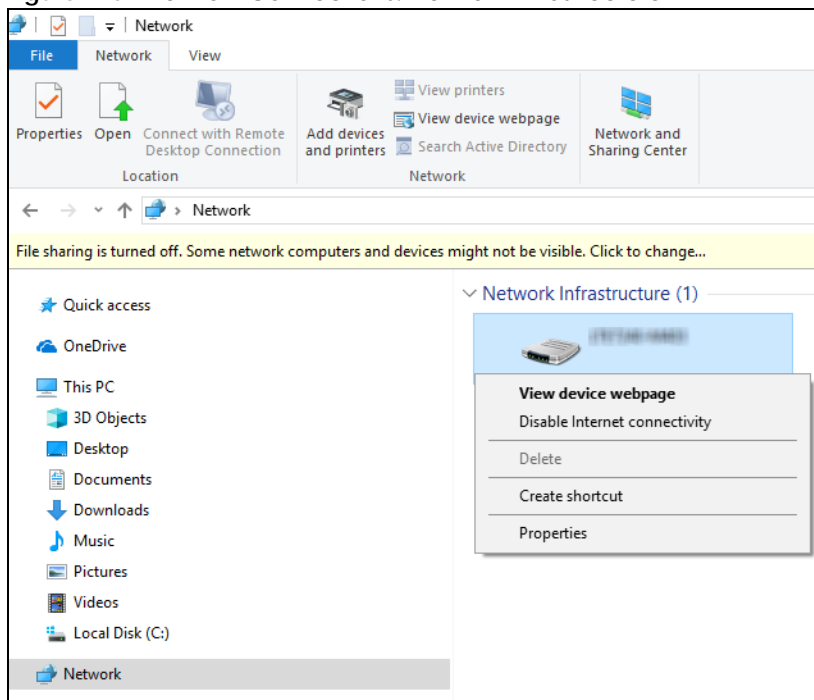 Network
File Network View
Properties Open Connect with Remote Desktop Connection
Location
Add devices and printers
View printers
View device webpage
Search Active Directory
Network
Network and Sharing Center
Network
File sharing is turned off. Some network computers and devices might not be visible. Click to change...
Quick access
OneDrive
This PC
3D Objects
Desktop
Documents
Downloads
Music
Pictures
Videos
Local Disk (C:)
Network
Network Infrastructure (1)
View device webpage
Disable Internet connectivity
Delete
Create shortcut
Properties